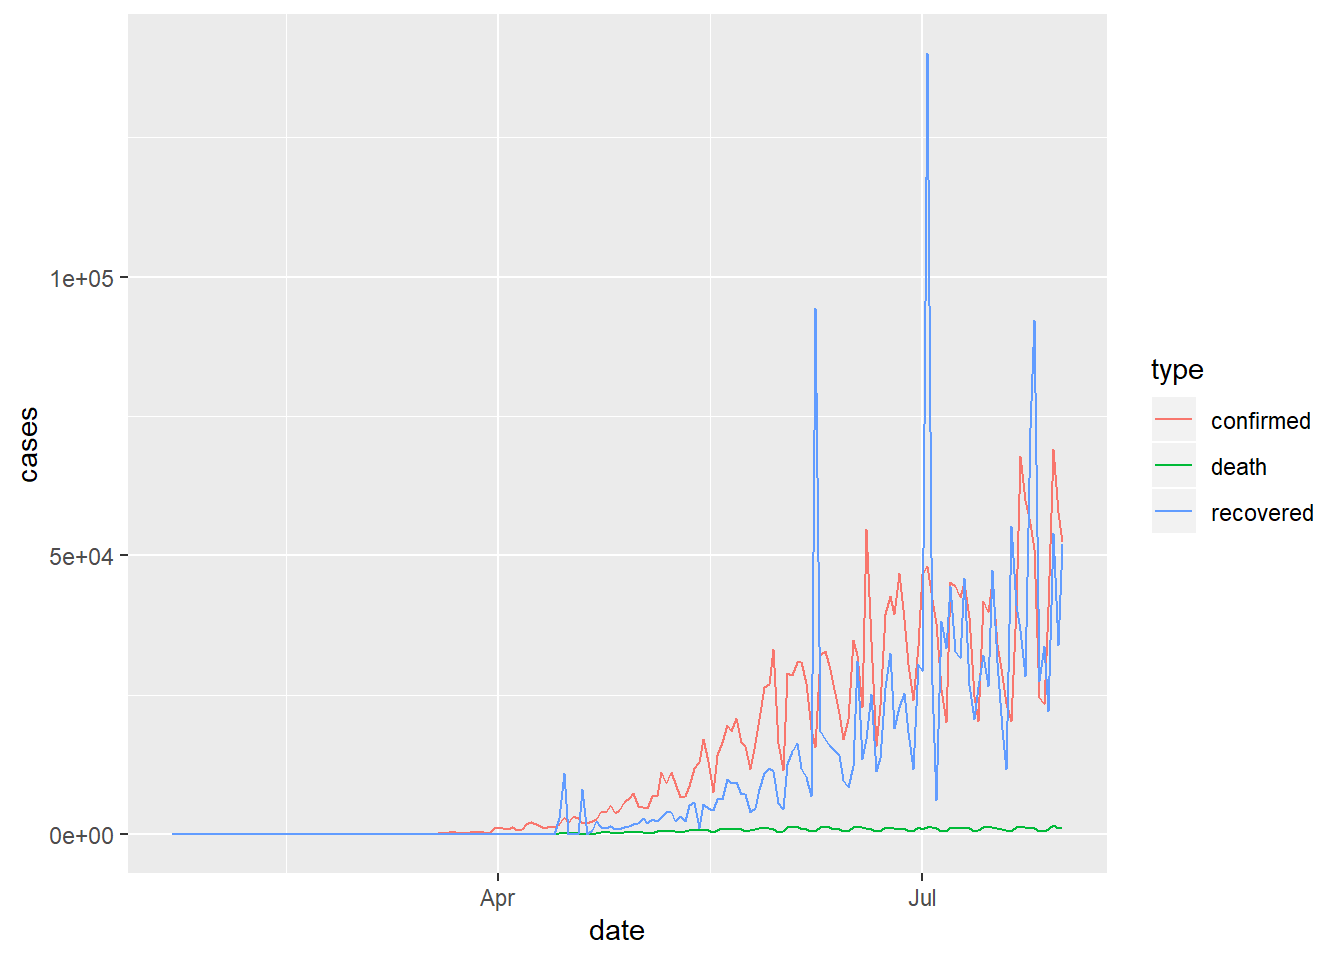 1e+05
5e+04
0e+00
cases
Apr
Jul
date
type
confirmed
death
recovered